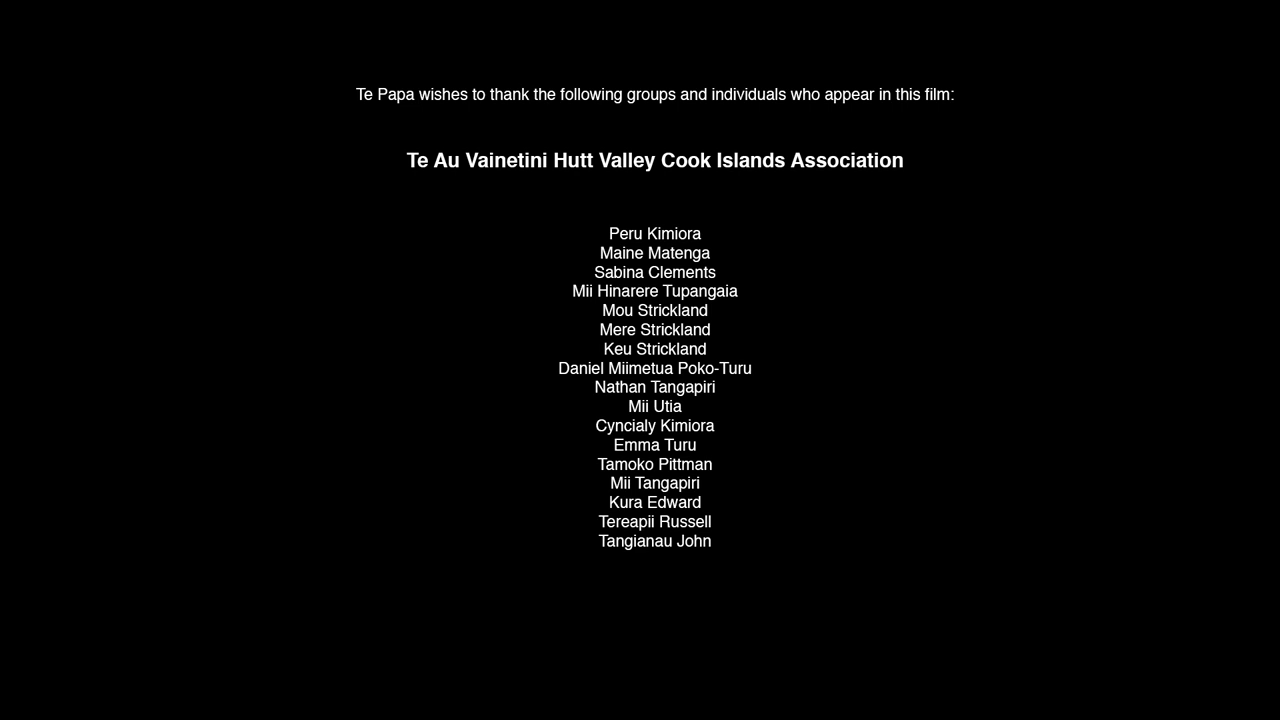 Te Papa wishes to thank the following groups and individuals who appear in this film:
Te Au Vainetini Hutt Valley Cook Islands Association
Peru Kimiora
Maine Matenga
Sabina Clements
Mii Hinarere Tupangaia
Mou Strickland
Mere Strickland
Keu Strickland
Daniel Miimetua Poko-Turu
Nathan Tangapiri
Mii Utia
Cyncialy Kimiora
Emma Turu
Tamoko Pittman
Mii Tangapiri
Kura Edward
Tereapii Russell
Tangianau John